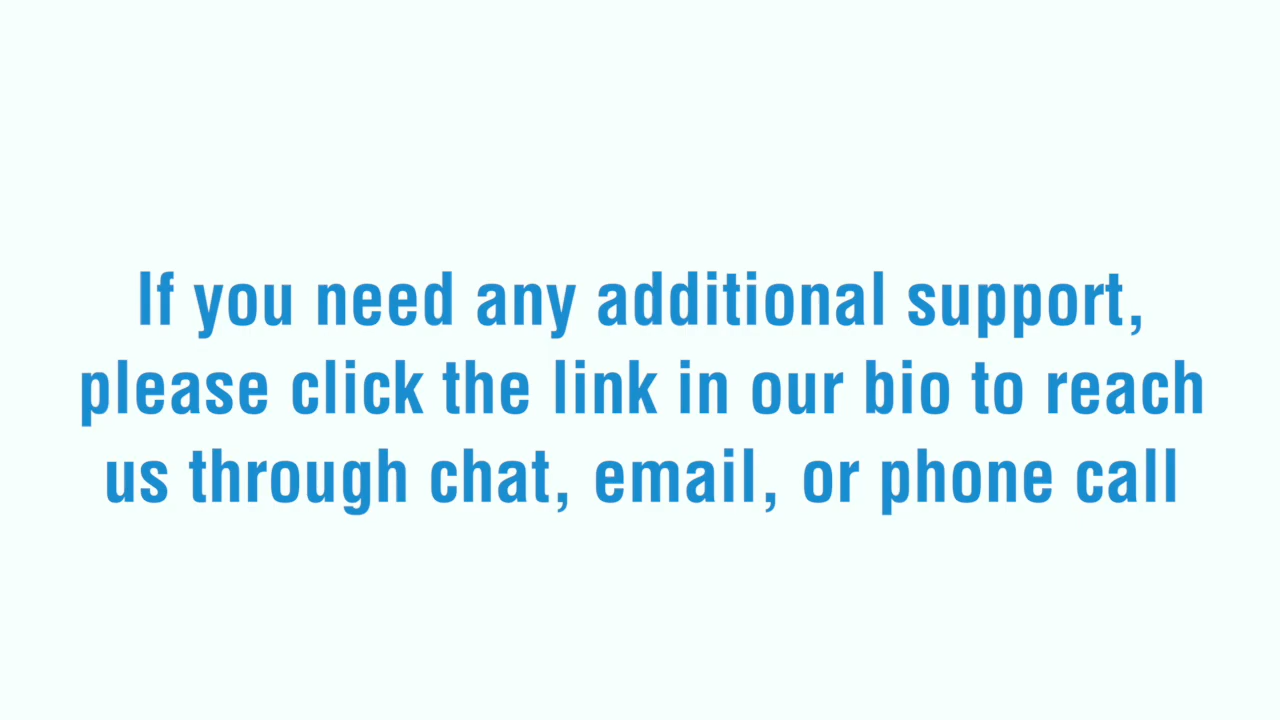 If you need any additional support,
please click the link in our bio to reach
us through chat, email, or phone call